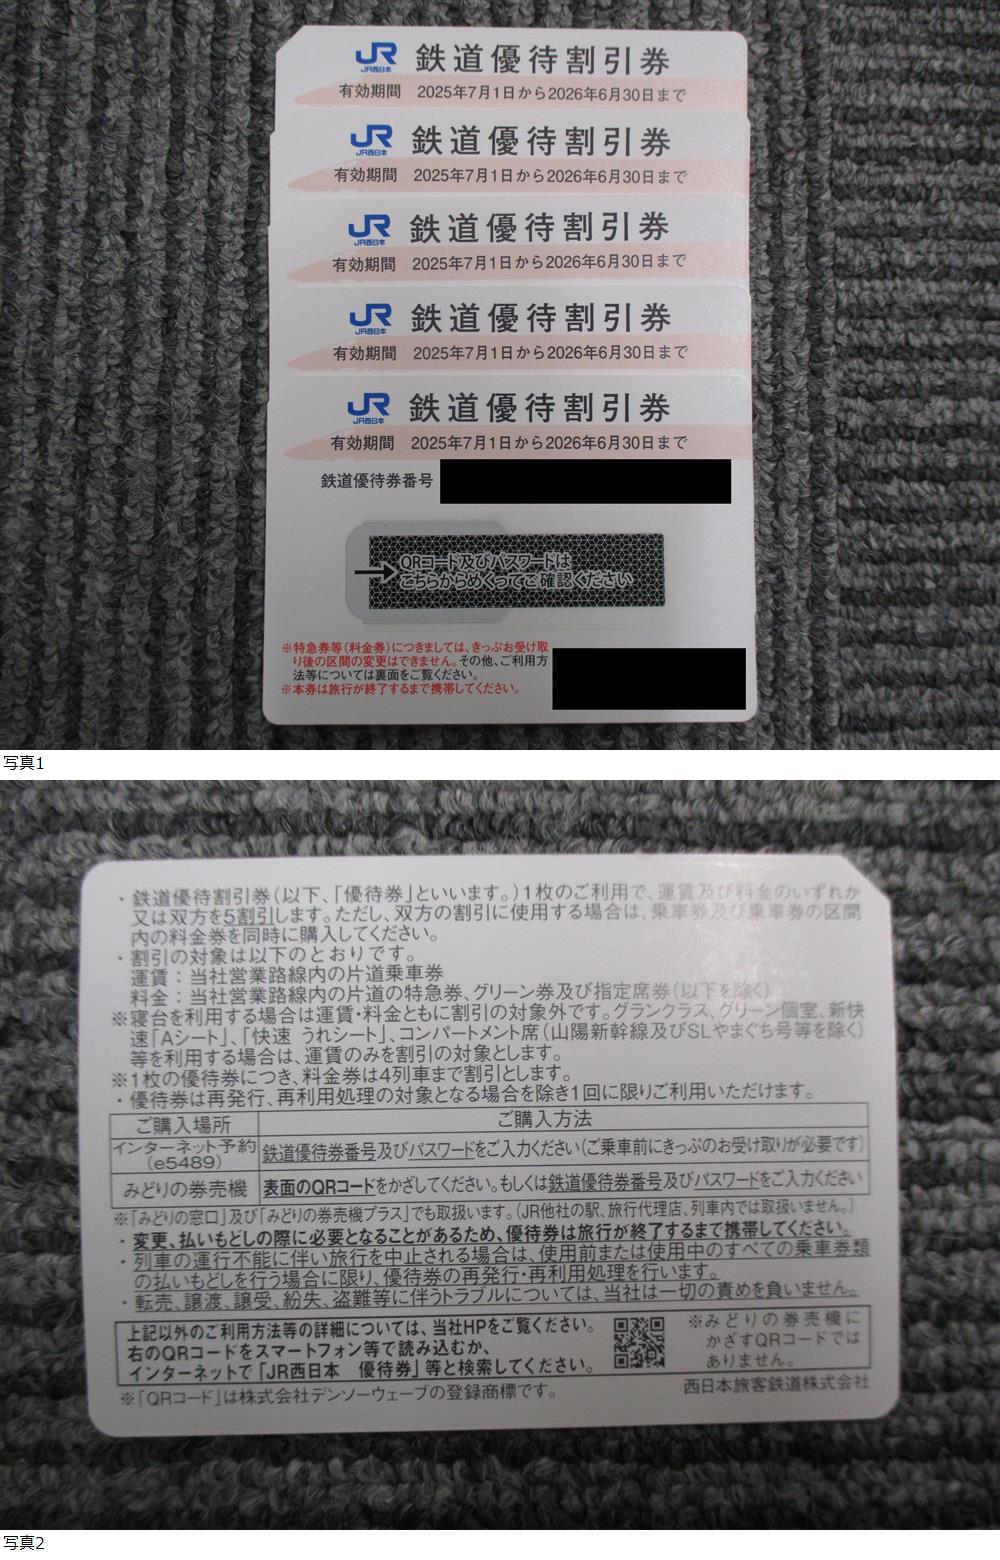 JR 鉄道優待割引券
JR西日本
有効期間 2025年7月1日から2026年6月30日まで
JR 鉄道優待割引券
JR西日本
有効期間 2025年7月1日から2026年6月30日まで
JR 鉄道優待割引券
JR西日本
有効期間 2025年7月1日から2026年6月30日まで
JR 鉄道優待割引券
JR西日本
有効期間 2025年7月1日から2026年6月30日まで
JR 鉄道優待割引券
JR西日本
有効期間 2025年7月1日から2026年6月30日まで
鉄道優待券番号
QRコード及びパスワードは
こちらからめくってご確認ください
※特急券等(料金券)につきましては、きっぷお受け取
り後の区間の変更はできません。その他、ご利用方
法等については裏面をご覧ください。
※本券は旅行が終了するまで携帯してください。
写真1
・鉄道優待割引券(以下、「優待券」といいます。)1枚のご利用で、運賃及び料金のいずれか
又は双方を5割引します。ただし、双方の割引に使用する場合は、乗車券及び乗車券の区間
内の料金券を同時に購入してください。
・割引の対象は以下のとおりです。
運賃：当社営業路線内の片道乗車券
料金：当社営業路線内の片道の特急券、グリーン券及び指定席券(以下を除く)
※寝台を利用する場合は運賃・料金ともに割引の対象外です。グランクラス、グリーン個室、新快
速「Aシート」、「快速 うれシート」、コンパートメント席(山陽新幹線及びSLやまぐち号等を除く)
等を利用する場合は、運賃のみを割引の対象とします。
※1枚の優待券につき、料金券は4列車まで割引とします。
・優待券は再発行、再利用処理の対象となる場合を除き1回に限りご利用いただけます。
ご購入場所 ご購入方法
インターネット予約
(e5489) 鉄道優待券番号及びパスワードをご入力ください(ご乗車前にきっぷのお受け取りが必要です)
みどりの券売機 表面のQRコードをかざしてください。もしくは鉄道優待券番号及びパスワードをご入力ください
※「みどりの窓口」及び「みどりの券売機プラス」でも取扱います。(JR他社の駅、旅行代理店、列車内では取扱いません。)
・変更、払いもどしの際に必要となることがあるため、優待券は旅行が終了するまで携帯してください。
・列車の運行不能に伴い旅行を中止される場合は、使用前または使用中のすべての乗車券類
の払いもどしを行う場合に限り、優待券の再発行・再利用処理を行います。
・転売、譲渡、譲受、紛失、盗難等に伴うトラブルについては、当社は一切の責めを負いません。
上記以外のご利用方法等の詳細については、当社HPをご覧ください。
右のQRコードをスマートフォン等で読み込むか、
インターネットで「JR西日本 優待券」等と検索してください。
※みどりの券売機に
かざすQRコードでは
ありません。
※「QRコード」は株式会社デンソーウェーブの登録商標です。
西日本旅客鉄道株式会社
写真2